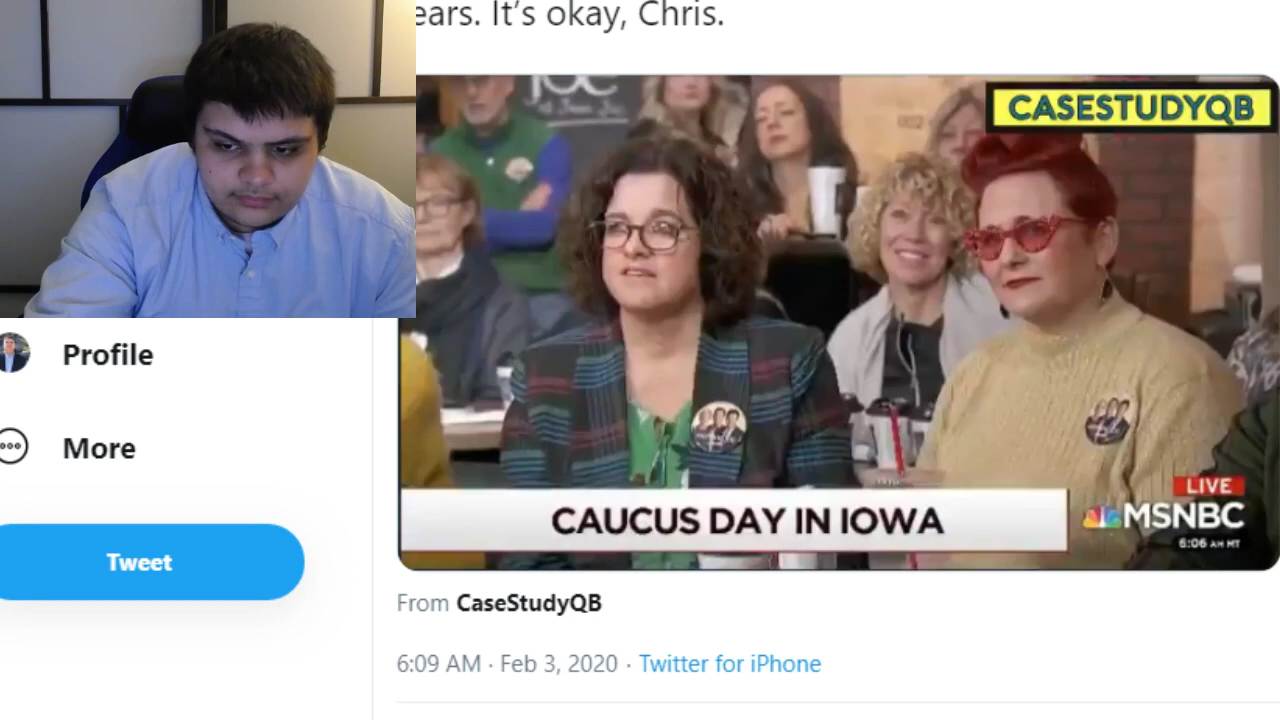 ears. It's okay, Chris.
CASESTUDYQB
JOE
CAUCUS DAY IN IOWA
LIVE
MSNBC
6:06 AM MT
Profile
More
Tweet
From CaseStudyQB
6:09 AM · Feb 3, 2020 · Twitter for iPhone